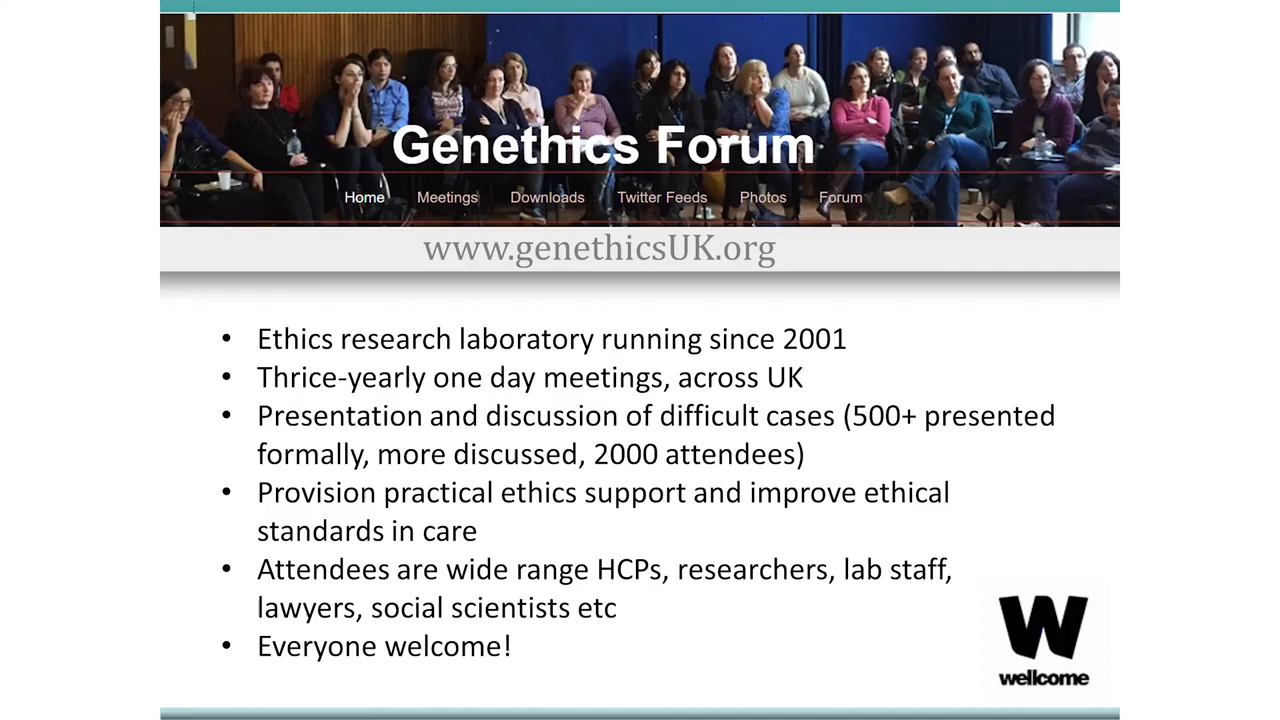 Genethics Forum
Home Meetings Downloads Twitter Feeds Photos Forum
www.genethicsUK.org
• Ethics research laboratory running since 2001
• Thrice-yearly one day meetings, across UK
• Presentation and discussion of difficult cases (500+ presented
formally, more discussed, 2000 attendees)
• Provision practical ethics support and improve ethical
standards in care
• Attendees are wide range HCPs, researchers, lab staff,
lawyers, social scientists etc
• Everyone welcome!
W
wellcome